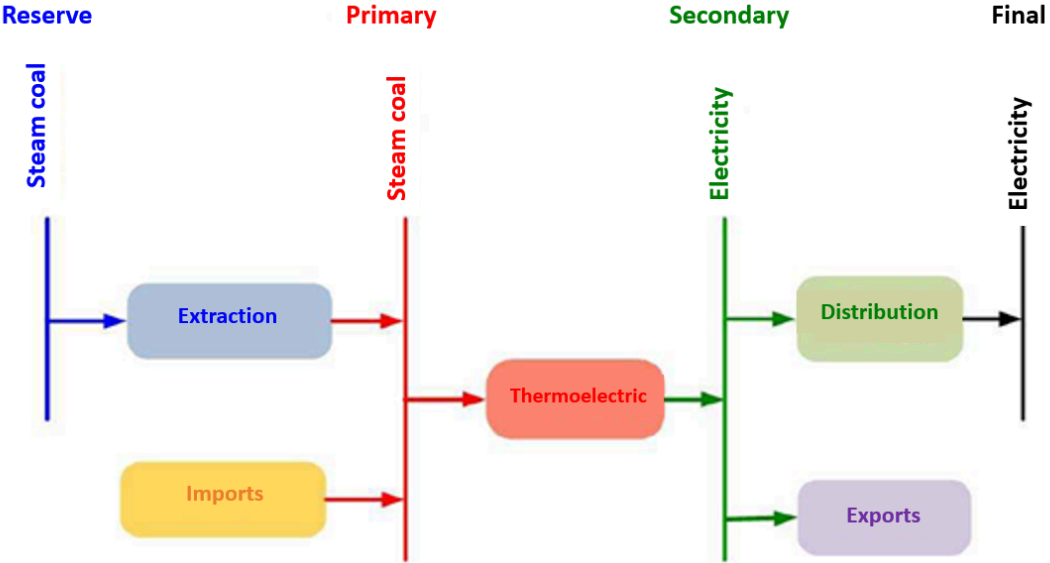 Reserve
Primary
Secondary
Final
Steam coal
Steam coal
Electricity
Electricity
Extraction
Distribution
Thermoelectric
Imports
Exports